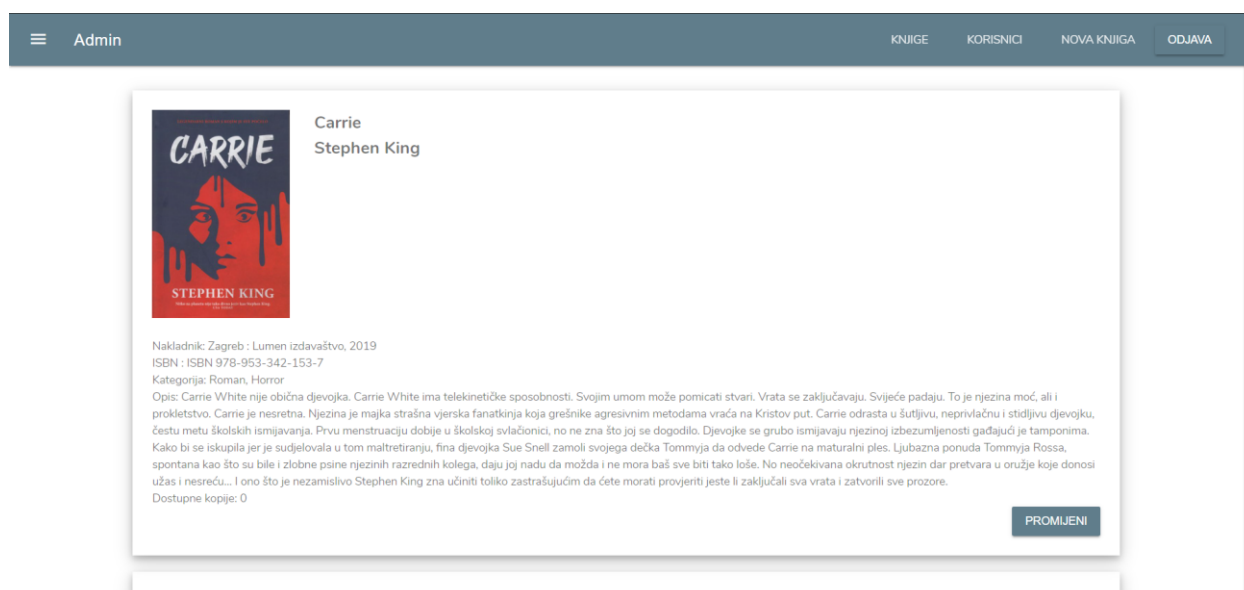 Admin
KNJIGE
KORISNICI
NOVA KNJIGA
ODJAVA
CARRIE
STEPHEN KING
Carrie
Stephen King
Nakladnik: Zagreb : Lumen izdavaštvo, 2019
ISBN : ISBN 978-953-342-153-7
Kategorija: Roman, Horror
Opis: Carrie White nije obična djevojka. Carrie White ima telekinetičke sposobnosti. Svojim umom može pomicati stvari. Vrata se zaključavaju. Svijeće padaju. To je njezina moć, ali i
prokletstvo. Carrie je nesretna. Njezina je majka strašna vjerska fanatkinja koja grešnike agresivnim metodama vraća na Kristov put. Carrie odrasta u šutljivu, neprivlačnu i stidljivu djevojku,
čestu metu školskih ismijavanja. Prvu menstruaciju dobije u školskoj svlačionici, no ne zna što joj se dogodilo. Djevojke se grubo ismijavaju njezinoj izbezumljenosti gađajući je tamponima.
Kako bi se iskupila jer je sudjelovala u tom maltretiranju, fina djevojka Sue Snell zamoli svojega dečka Tommyja da odvede Carrie na maturalni ples. Ljubazna ponuda Tommyja Rossa,
spontana kao što su bile i zlobne psine njezinih razrednih kolega, daju joj nadu da možda i ne mora baš sve biti tako loše. No neočekivana okrutnost njezin dar pretvara u oružje koje donosi
užas i nesreću... I ono što je nezamislivo Stephen King zna učiniti toliko zastrašujućim da ćete morati provjeriti jeste li zaključali sva vrata i zatvorili sve prozore.
Dostupne kopije: 0
PROMIJENI